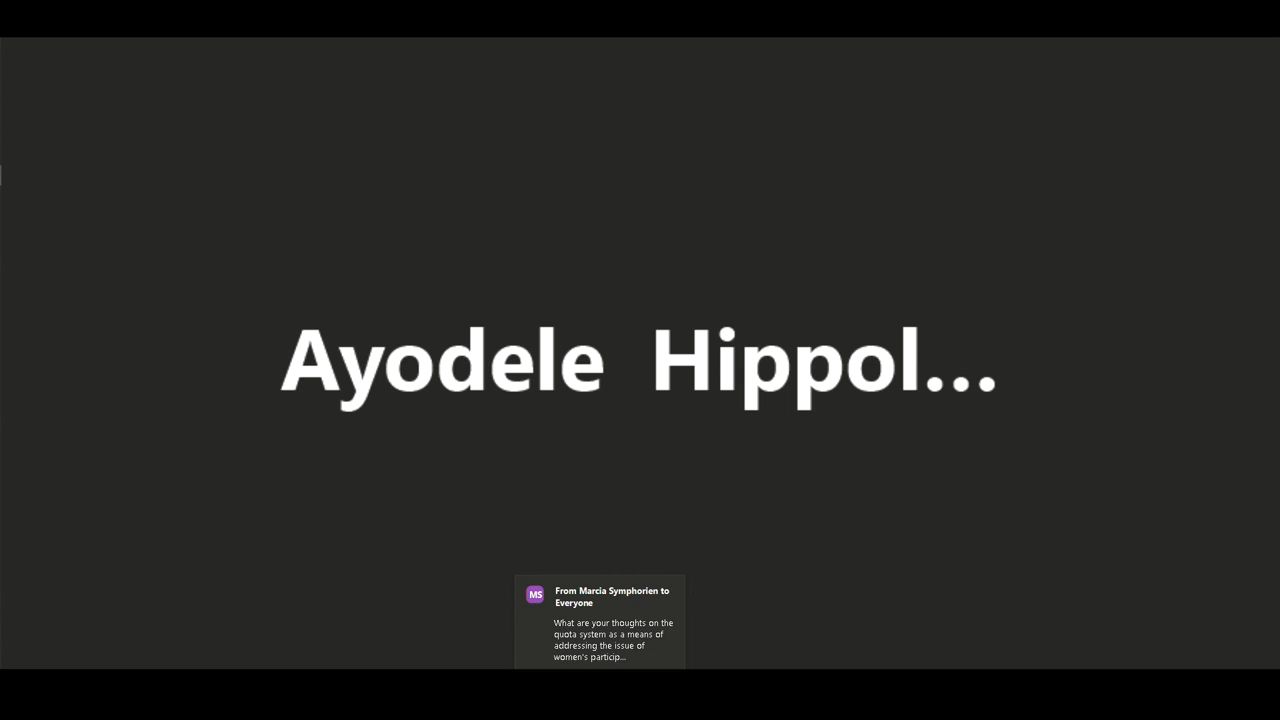 Ayodele Hippol...
MS
From Marcia Symphorien to
Everyone
What are your thoughts on the
quota system as a means of
addressing the issue of
women's particip...